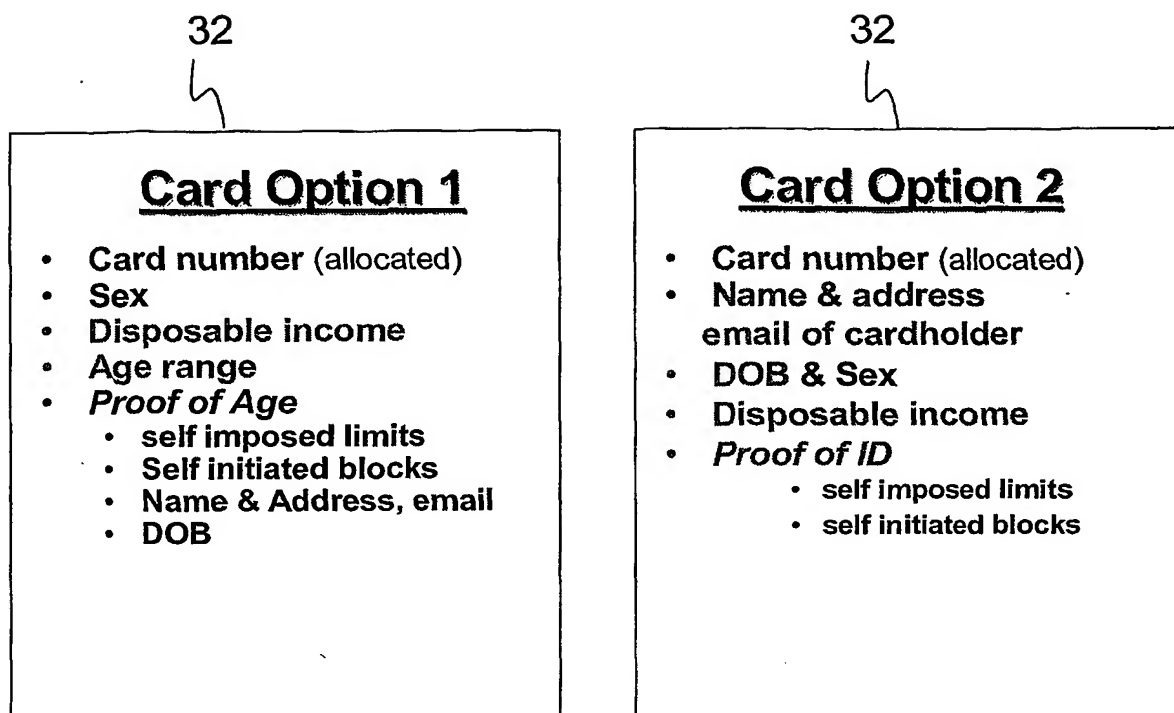 32
Card Option 1
• Card number (allocated)
• Sex
• Disposable income
• Age range
• Proof of Age
• self imposed limits
• Self initiated blocks
• Name & Address, email
• DOB
32
Card Option 2
• Card number (allocated)
• Name & address
email of cardholder
• DOB & Sex
• Disposable income
• Proof of ID
• self imposed limits
• self initiated blocks